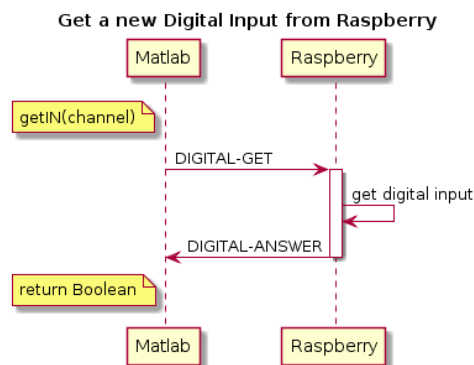 Get a new Digital Input from Raspberry
Matlab
Raspberry
getIN(channel)
DIGITAL-GET
get digital input
DIGITAL-ANSWER
return Boolean
Matlab
Raspberry